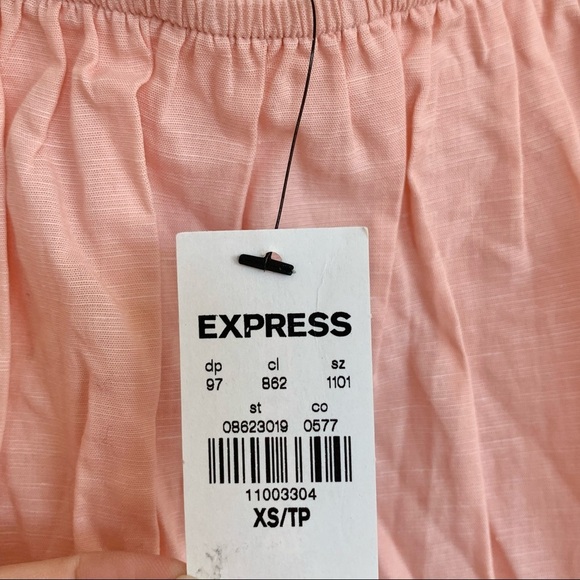 EXPRESS
dp cl sz
97 862 1101
st co
08623019 0577
11003304
XS/TP